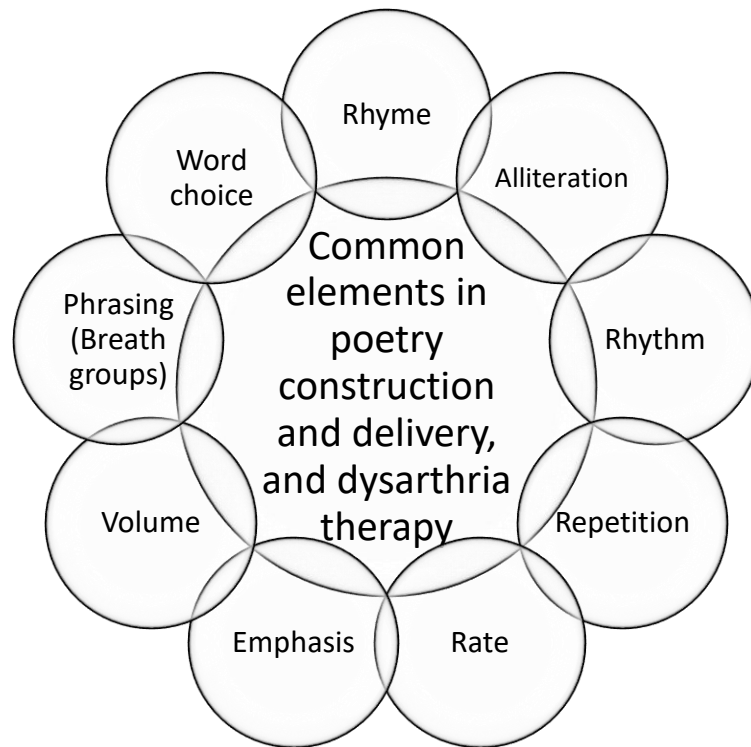 Rhyme
Alliteration
Rhythm
Repetition
Rate
Emphasis
Volume
Phrasing
(Breath
groups)
Word
choice
Common
elements in
poetry
construction
and delivery,
and dysarthria
therapy